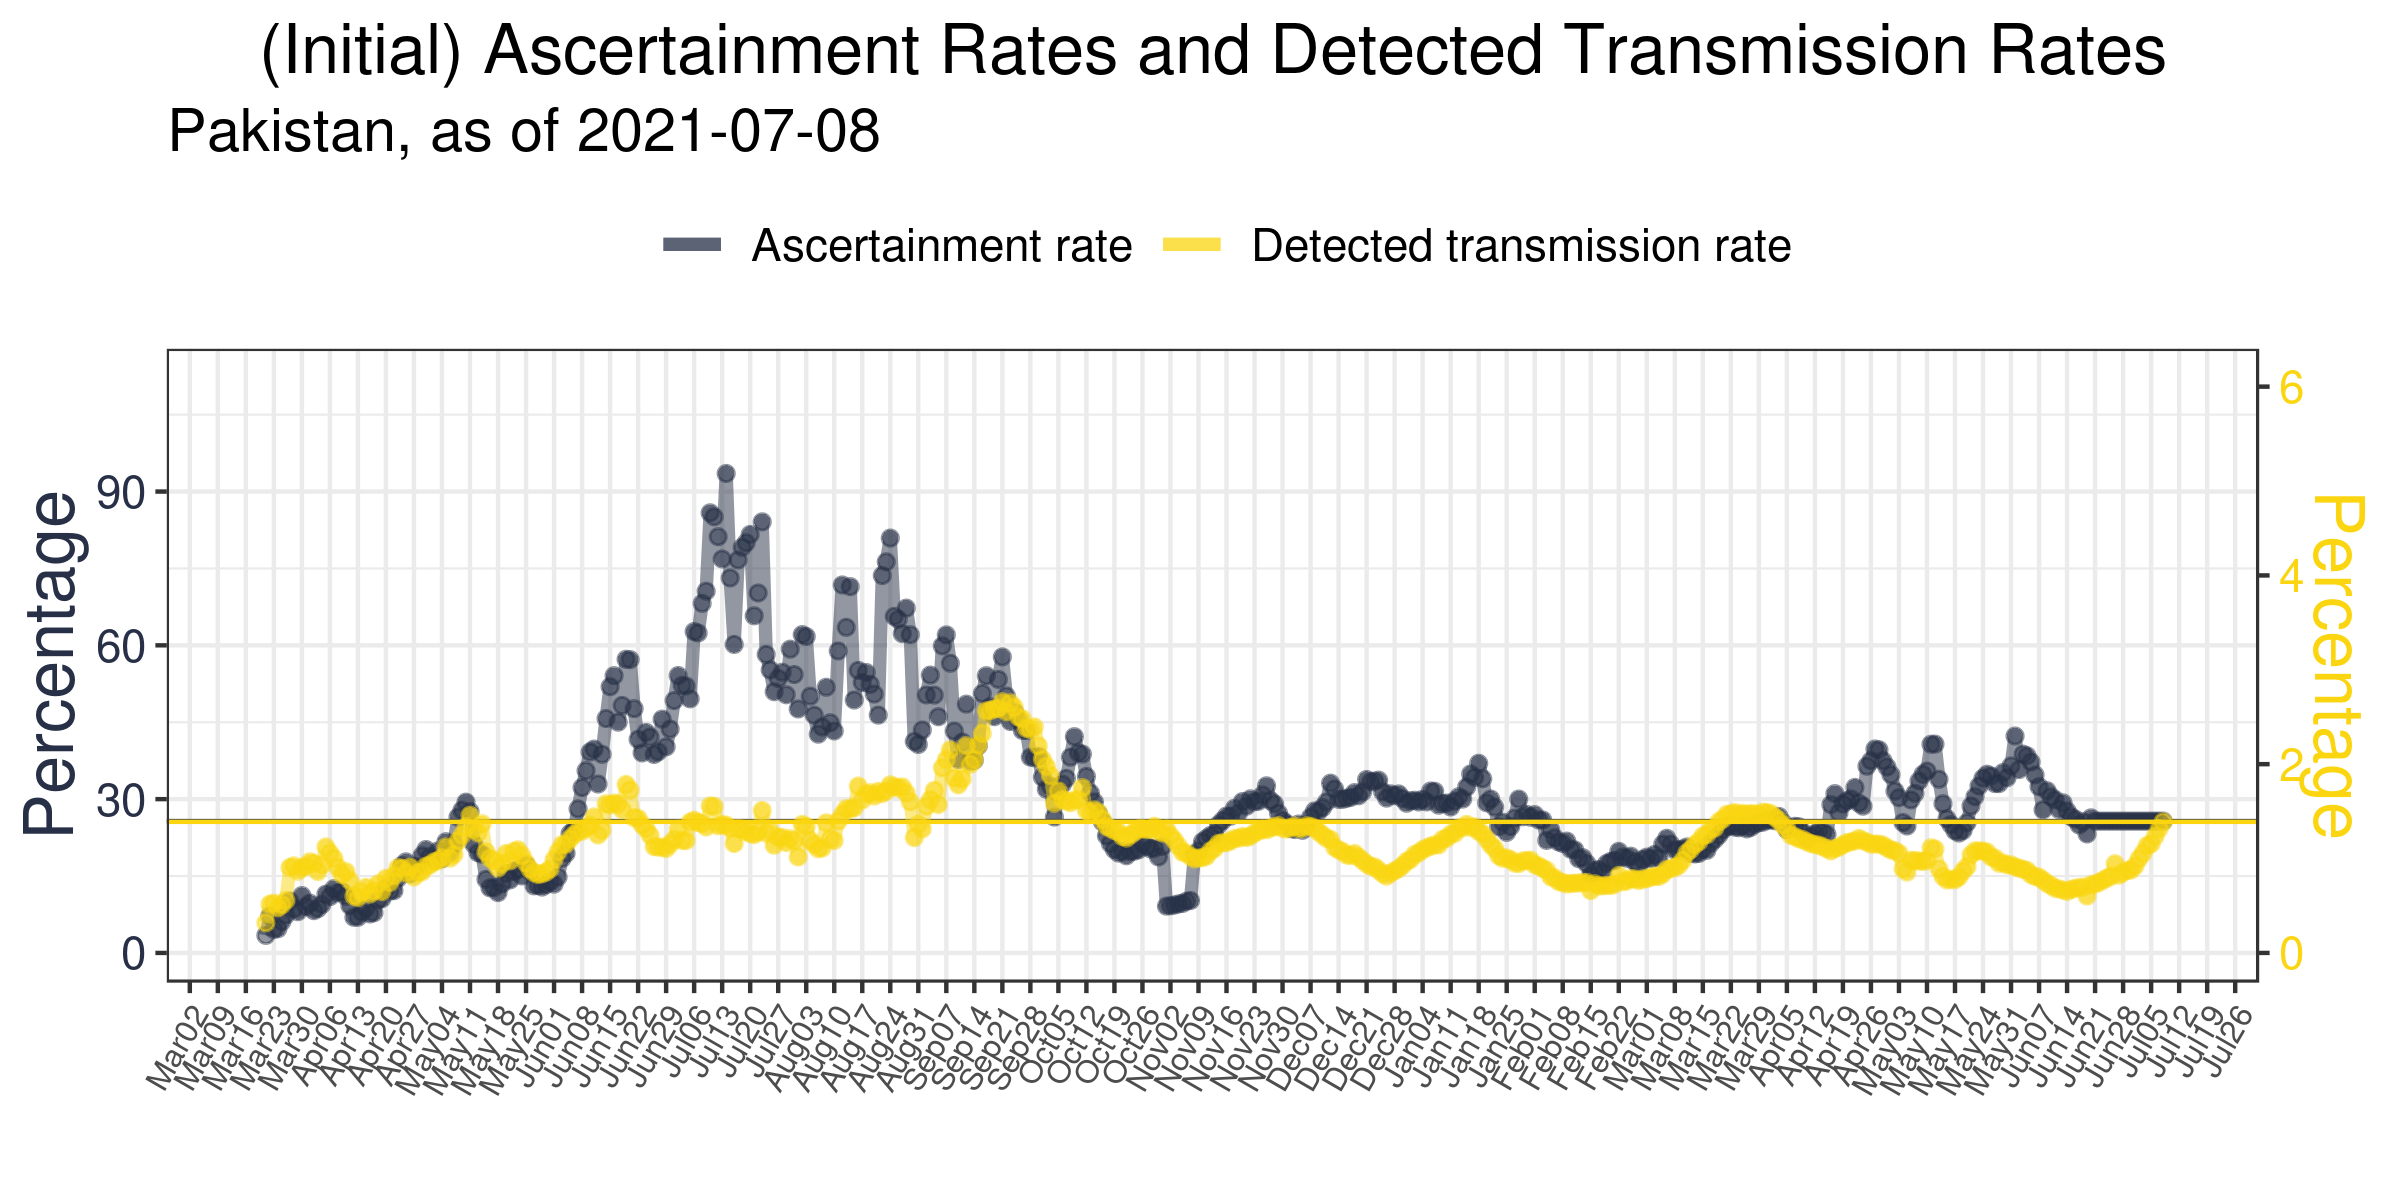 (Initial) Ascertainment Rates and Detected Transmission Rates
Pakistan, as of 2021-07-08
Ascertainment rate
Detected transmission rate
Percentage
90
60
30
0
6
4
2
0
Percentage
Mar02
Mar09
Mar16
Mar23
Mar30
Apr06
Apr13
Apr20
Apr27
May04
May11
May18
May25
Jun01
Jun08
Jun15
Jun22
Jun29
Jul06
Jul13
Jul20
Jul27
Aug03
Aug10
Aug17
Aug24
Aug31
Sep07
Sep14
Sep21
Sep28
Oct05
Oct12
Oct19
Oct26
Nov02
Nov09
Nov16
Nov23
Nov30
Dec07
Dec14
Dec21
Dec28
Jan04
Jan11
Jan18
Jan25
Feb01
Feb08
Feb15
Feb22
Mar01
Mar08
Mar15
Mar22
Mar29
Apr05
Apr12
Apr19
Apr26
May03
May10
May17
May24
May31
Jun07
Jun14
Jun21
Jun28
Jul05
Jul12
Jul19
Jul26